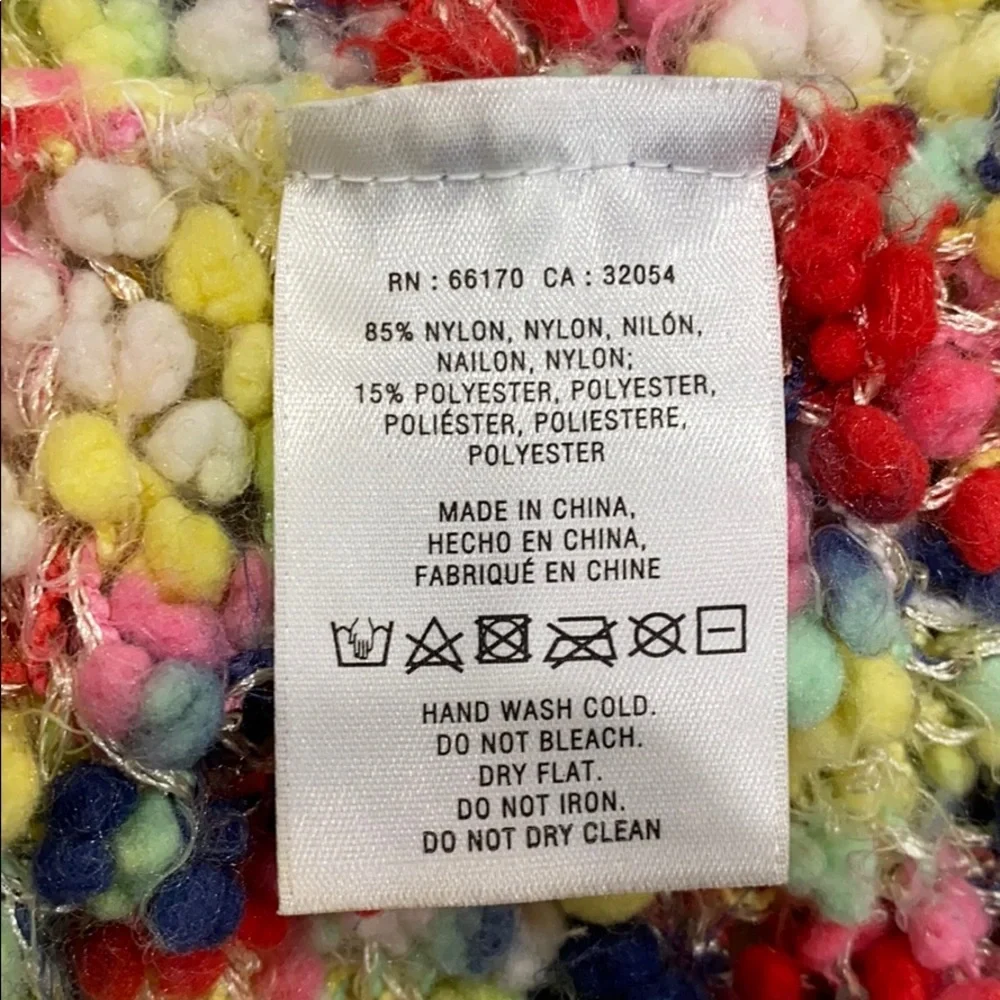 RN : 66170 CA : 32054
85% NYLON, NYLON, NILÓN,
NAILON, NYLON;
15% POLYESTER, POLYESTER,
POLIÉSTER, POLIESTERE,
POLYESTER
MADE IN CHINA,
HECHO EN CHINA,
FABRIQUÉ EN CHINE
HAND WASH COLD.
DO NOT BLEACH.
DRY FLAT.
DO NOT IRON.
DO NOT DRY CLEAN